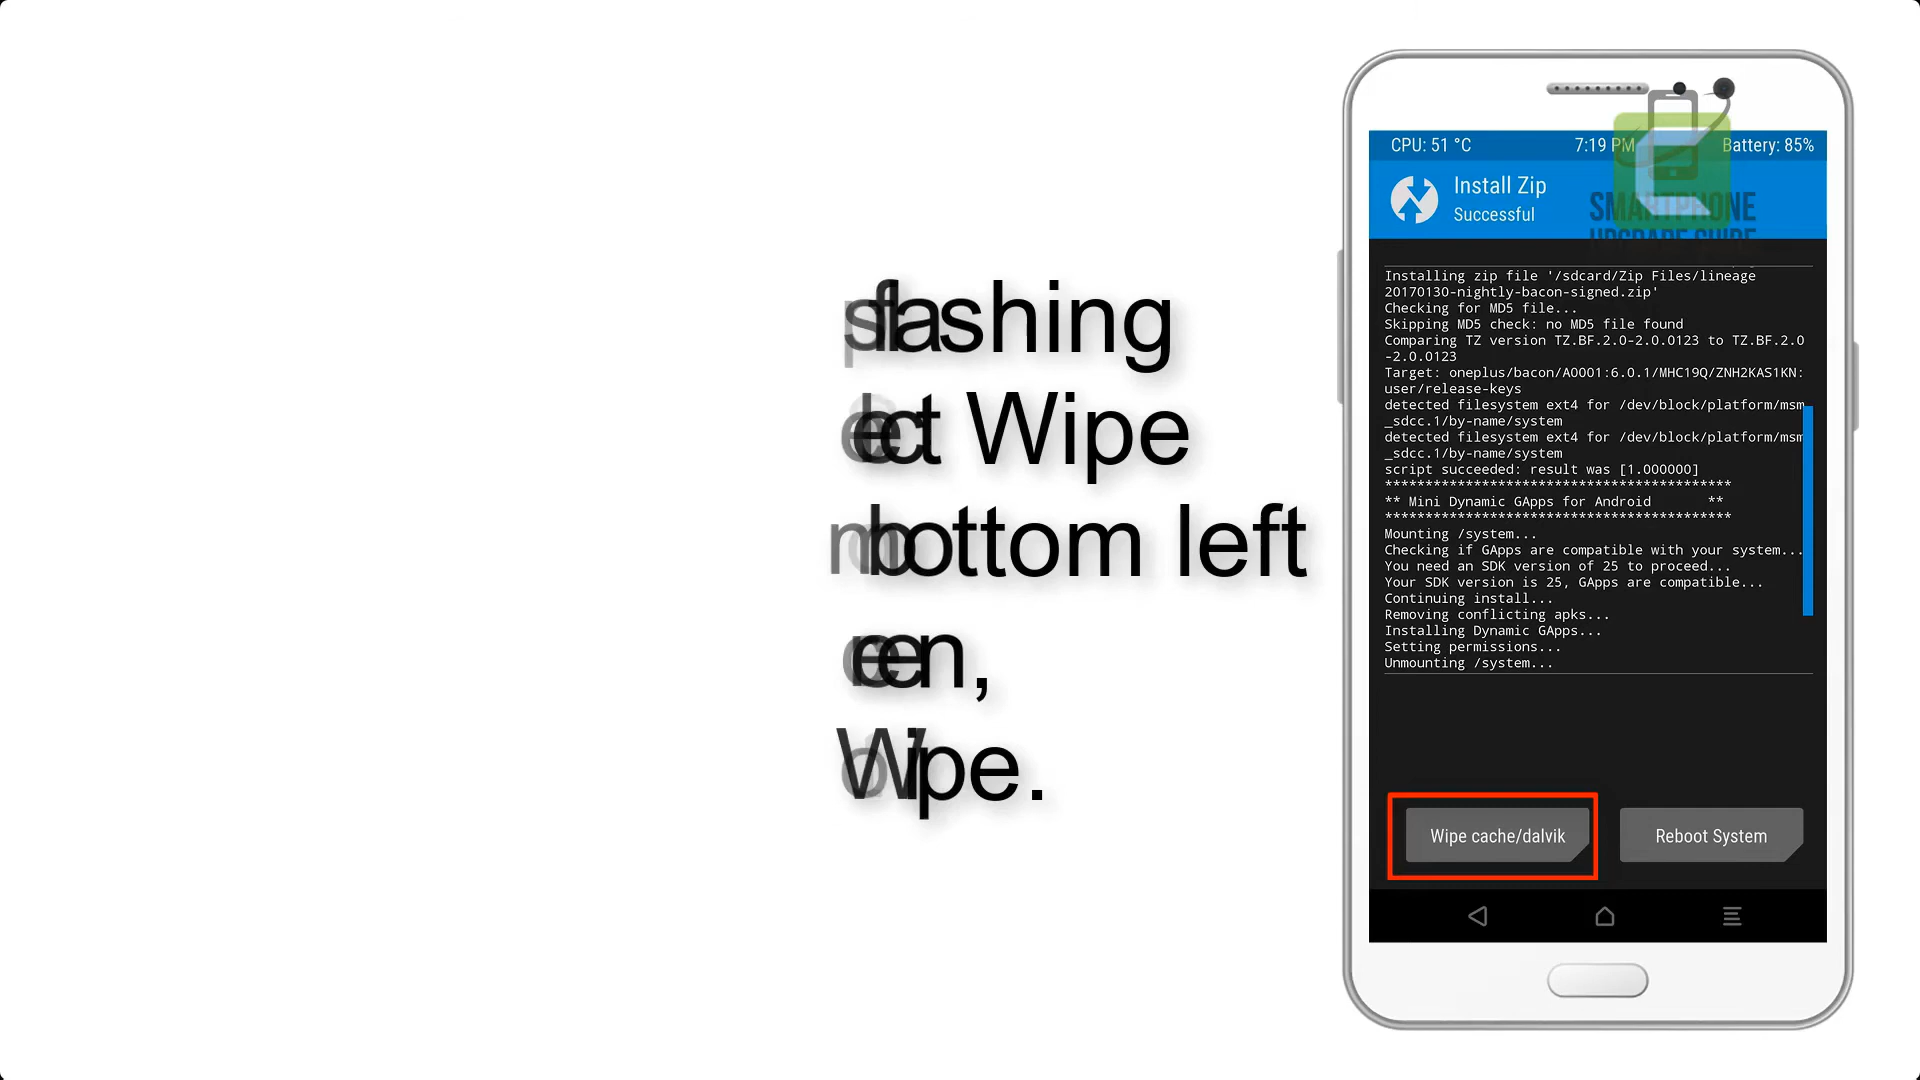 flashing
Wipe
bottom left
Wipe.
CPU: 51 °C 7:19 PM Battery: 85%
Install Zip
Successful
SMARTPHONE
UPGRADE GUIDE
Installing zip file '/sdcard/Zip Files/lineage
20170130-nightly-bacon-signed.zip'
Checking for MD5 file...
Skipping MD5 check: no MD5 file found
Comparing TZ version TZ.BF.2.0-2.0.0123 to TZ.BF.2.0
-2.0.0123
Target: oneplus/bacon/A0001:6.0.1/MHC19Q/ZNH2KAS1KN:
user/release-keys
detected filesystem ext4 for /dev/block/platform/msm
_sdcc.1/by-name/system
detected filesystem ext4 for /dev/block/platform/msm
_sdcc.1/by-name/system
script succeeded: result was [1.000000]
*******************************************
** Mini Dynamic GApps for Android **
*******************************************
Mounting /system...
Checking if GApps are compatible with your system...
You need an SDK version of 25 to proceed...
Your SDK version is 25, GApps are compatible...
Continuing install...
Removing conflicting apks...
Installing Dynamic GApps...
Setting permissions...
Unmounting /system...
Wipe cache/dalvik
Reboot System